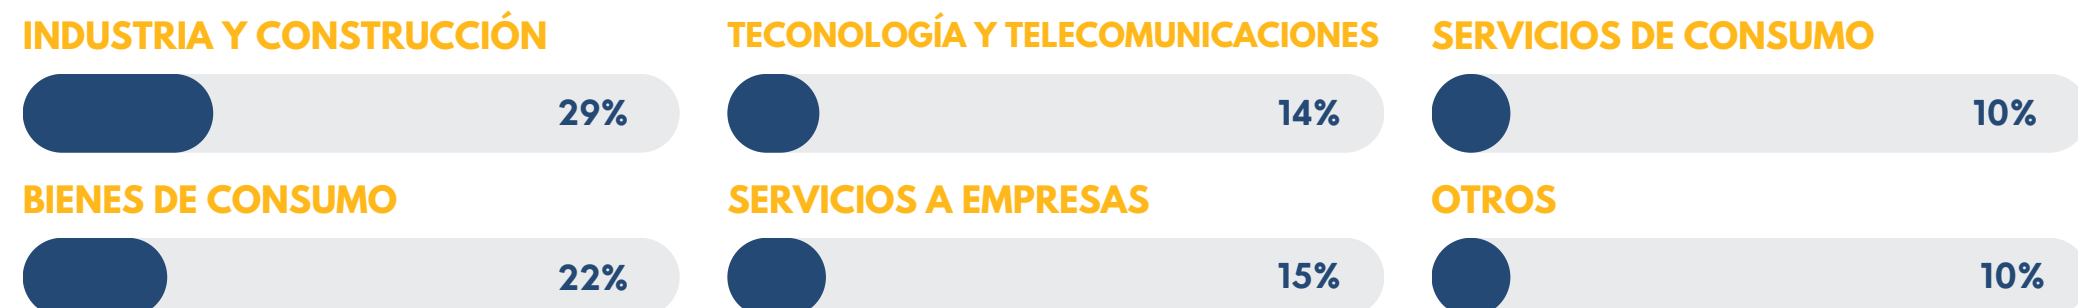 INDUSTRIA Y CONSTRUCCIÓN
29%
TECONOLOGÍA Y TELECOMUNICACIONES
14%
SERVICIOS DE CONSUMO
10%
BIENES DE CONSUMO
22%
SERVICIOS A EMPRESAS
15%
OTROS
10%